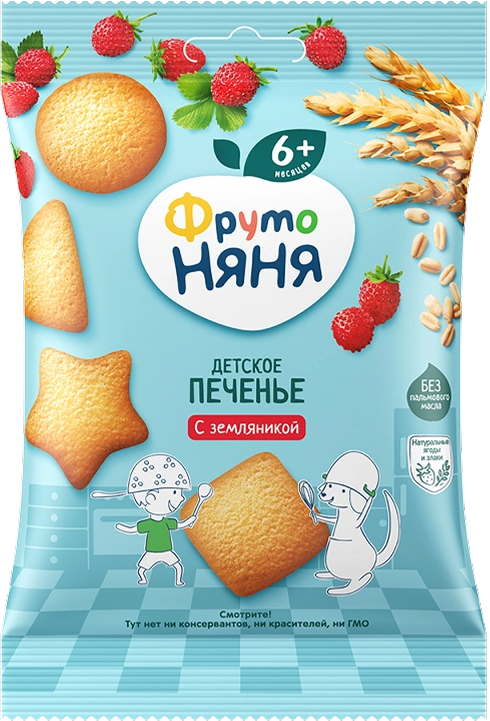 6+
месяцев
Фруто
Няня
ДЕТСКОЕ
ПЕЧЕНЬЕ
С земляникой
БЕЗ
пальмового
масла
Натуральные
ягоды
и злаки
Смотрите!
Тут нет ни консервантов, ни красителей, ни ГМО